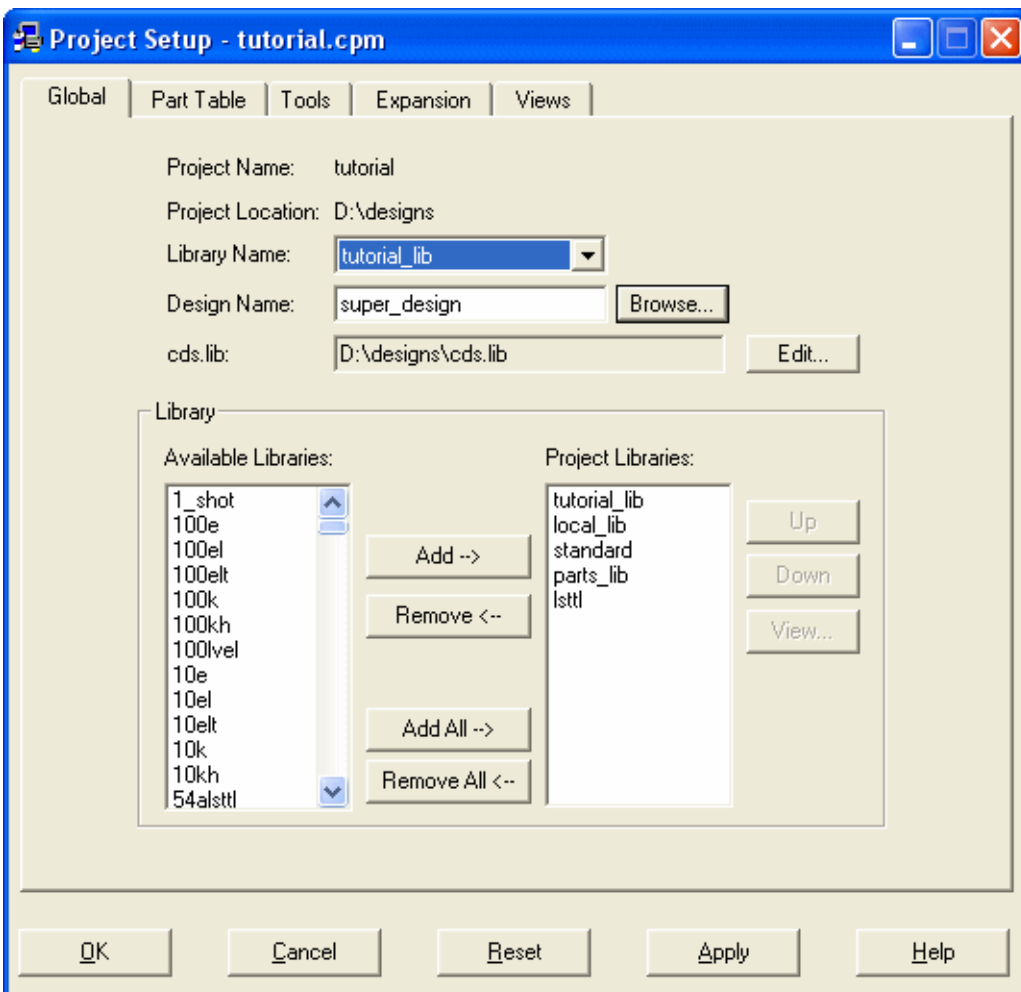 Project Setup - tutorial.cpm
Global Part Table Tools Expansion Views
Project Name: tutorial
Project Location: D:\designs
Library Name: tutorial_lib
Design Name: super_design Browse...
cds.lib: D:\designs\cds.lib Edit...
Library
Available Libraries: Project Libraries:
1_shot
100e
100el
100elt
100k
100kh
100lvel
10e
10el
10elt
10k
10kh
54alsttl
Add -->
Remove <--
Add All -->
Remove All <--
tutorial_lib
local_lib
standard
parts_lib
lsttl
Up
Down
View...
OK Cancel Reset Apply Help